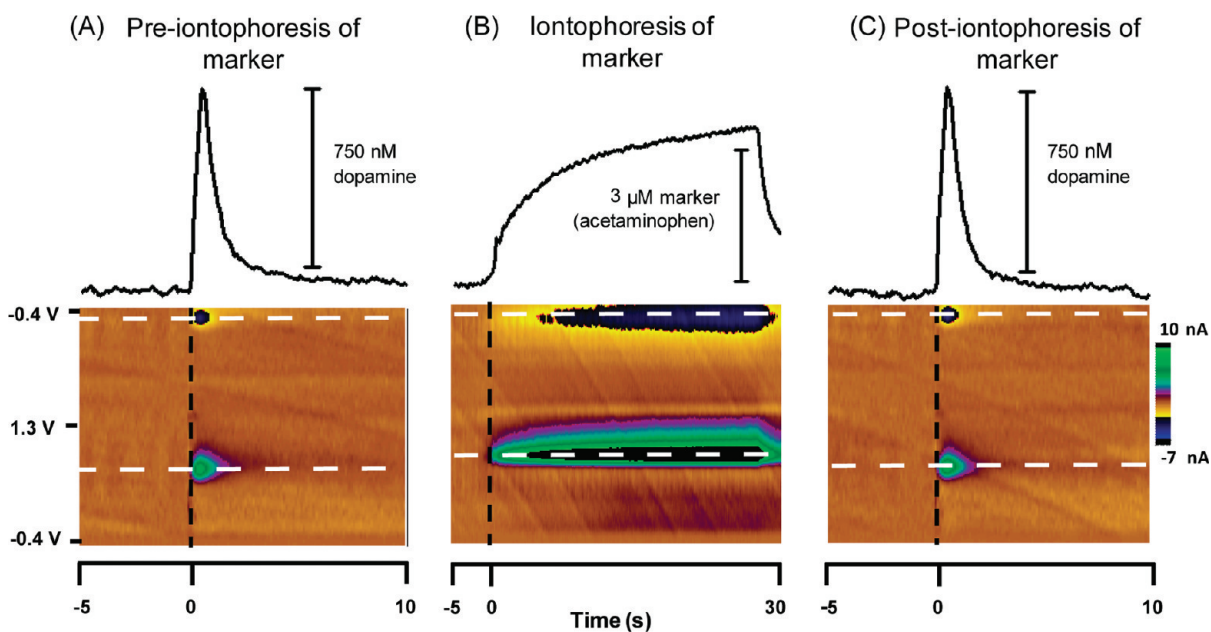 (A) Pre-iontophoresis of
marker
(B) Iontophoresis of
marker
(C) Post-iontophoresis of
marker
750 nM
dopamine
3 µM marker
(acetaminophen)
750 nM
dopamine
-0.4 V
1.3 V
-0.4 V
10 nA
-7 nA
-5 0 10
-5 0 30
-5 0 10
Time (s)